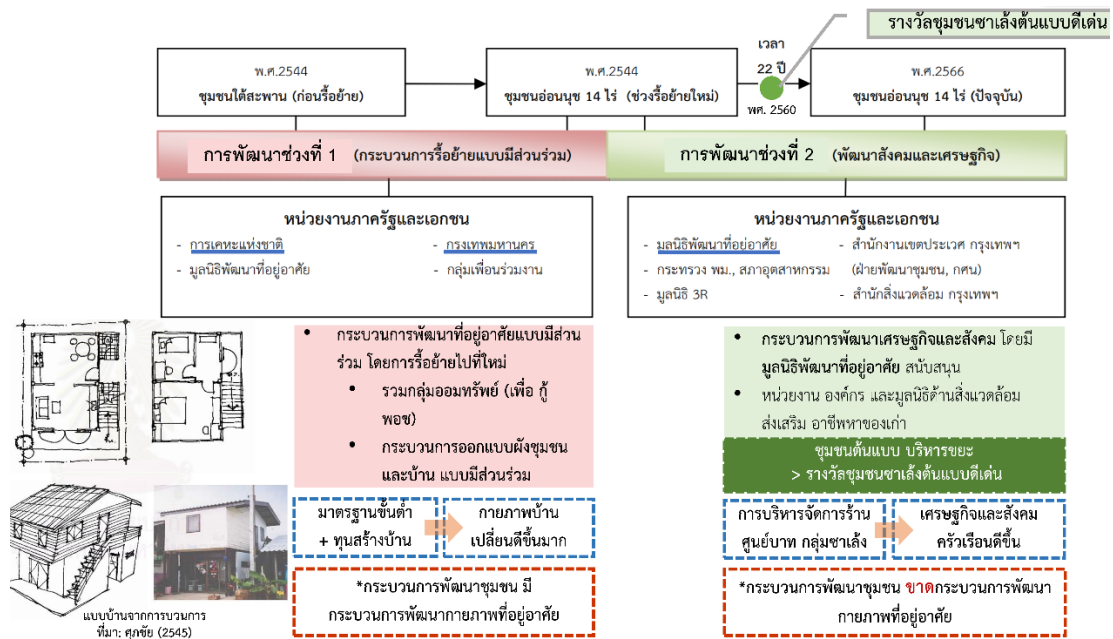 รางวัลชุมชนซาเล้งต้นแบบดีเด่น
เวลา
22 ปี
พศ. 2560
พ.ศ.2544
ชุมชนใต้สะพาน (ก่อนรื้อย้าย)
พ.ศ.2544
ชุมชนอ่อนนุช 14 ไร่ (ช่วงรื้อย้ายใหม่)
พ.ศ.2566
ชุมชนอ่อนนุช 14 ไร่ (ปัจจุบัน)
การพัฒนาช่วงที่ 1 (กระบวนการรื้อย้ายแบบมีส่วนร่วม)
การพัฒนาช่วงที่ 2 (พัฒนาสังคมและเศรษฐกิจ)
หน่วยงานภาครัฐและเอกชน
- การเคหะแห่งชาติ
- กรุงเทพมหานคร
- มูลนิธิพัฒนาที่อยู่อาศัย
- กลุ่มเพื่อนร่วมงาน
หน่วยงานภาครัฐและเอกชน
- มูลนิธิพัฒนาที่อยู่อาศัย
- สำนักงานเขตประเวศ กรุงเทพฯ
- กระทรวง พม., สภาอุตสาหกรรม
(ฝ่ายพัฒนาชุมชน, กศน)
- มูลนิธิ 3R
- สำนักสิ่งแวดล้อม กรุงเทพฯ
• กระบวนการพัฒนาที่อยู่อาศัยแบบมีส่วน
ร่วม โดยการรื้อย้ายไปที่ใหม่
• รวมกลุ่มออมทรัพย์ (เพื่อ กู้
พอช)
• กระบวนการออกแบบผังชุมชน
และบ้าน แบบมีส่วนร่วม
มาตรฐานขั้นต่ำ
+ ทุนสร้างบ้าน
กายภาพบ้าน
เปลี่ยนดีขึ้นมาก
*กระบวนการพัฒนาชุมชน มี
กระบวนการพัฒนากายภาพที่อยู่อาศัย
• กระบวนการพัฒนาเศรษฐกิจและสังคม โดยมี
มูลนิธิพัฒนาที่อยู่อาศัย สนับสนุน
• หน่วยงาน องค์กร และมูลนิธิด้านสิ่งแวดล้อม
ส่งเสริม อาชีพหาของเก่า
ชุมชนต้นแบบ บริหารขยะ
> รางวัลชุมชนซาเล้งต้นแบบดีเด่น
การบริหารจัดการร้าน
ศูนย์บาท กลุ่มซาเล้ง
เศรษฐกิจและสังคม
ครัวเรือนดีขึ้น
*กระบวนการพัฒนาชุมชน ขาดกระบวนการพัฒนา
กายภาพที่อยู่อาศัย
แบบบ้านจากการบวมการ
ที่มา: ศุภชัย (2545)